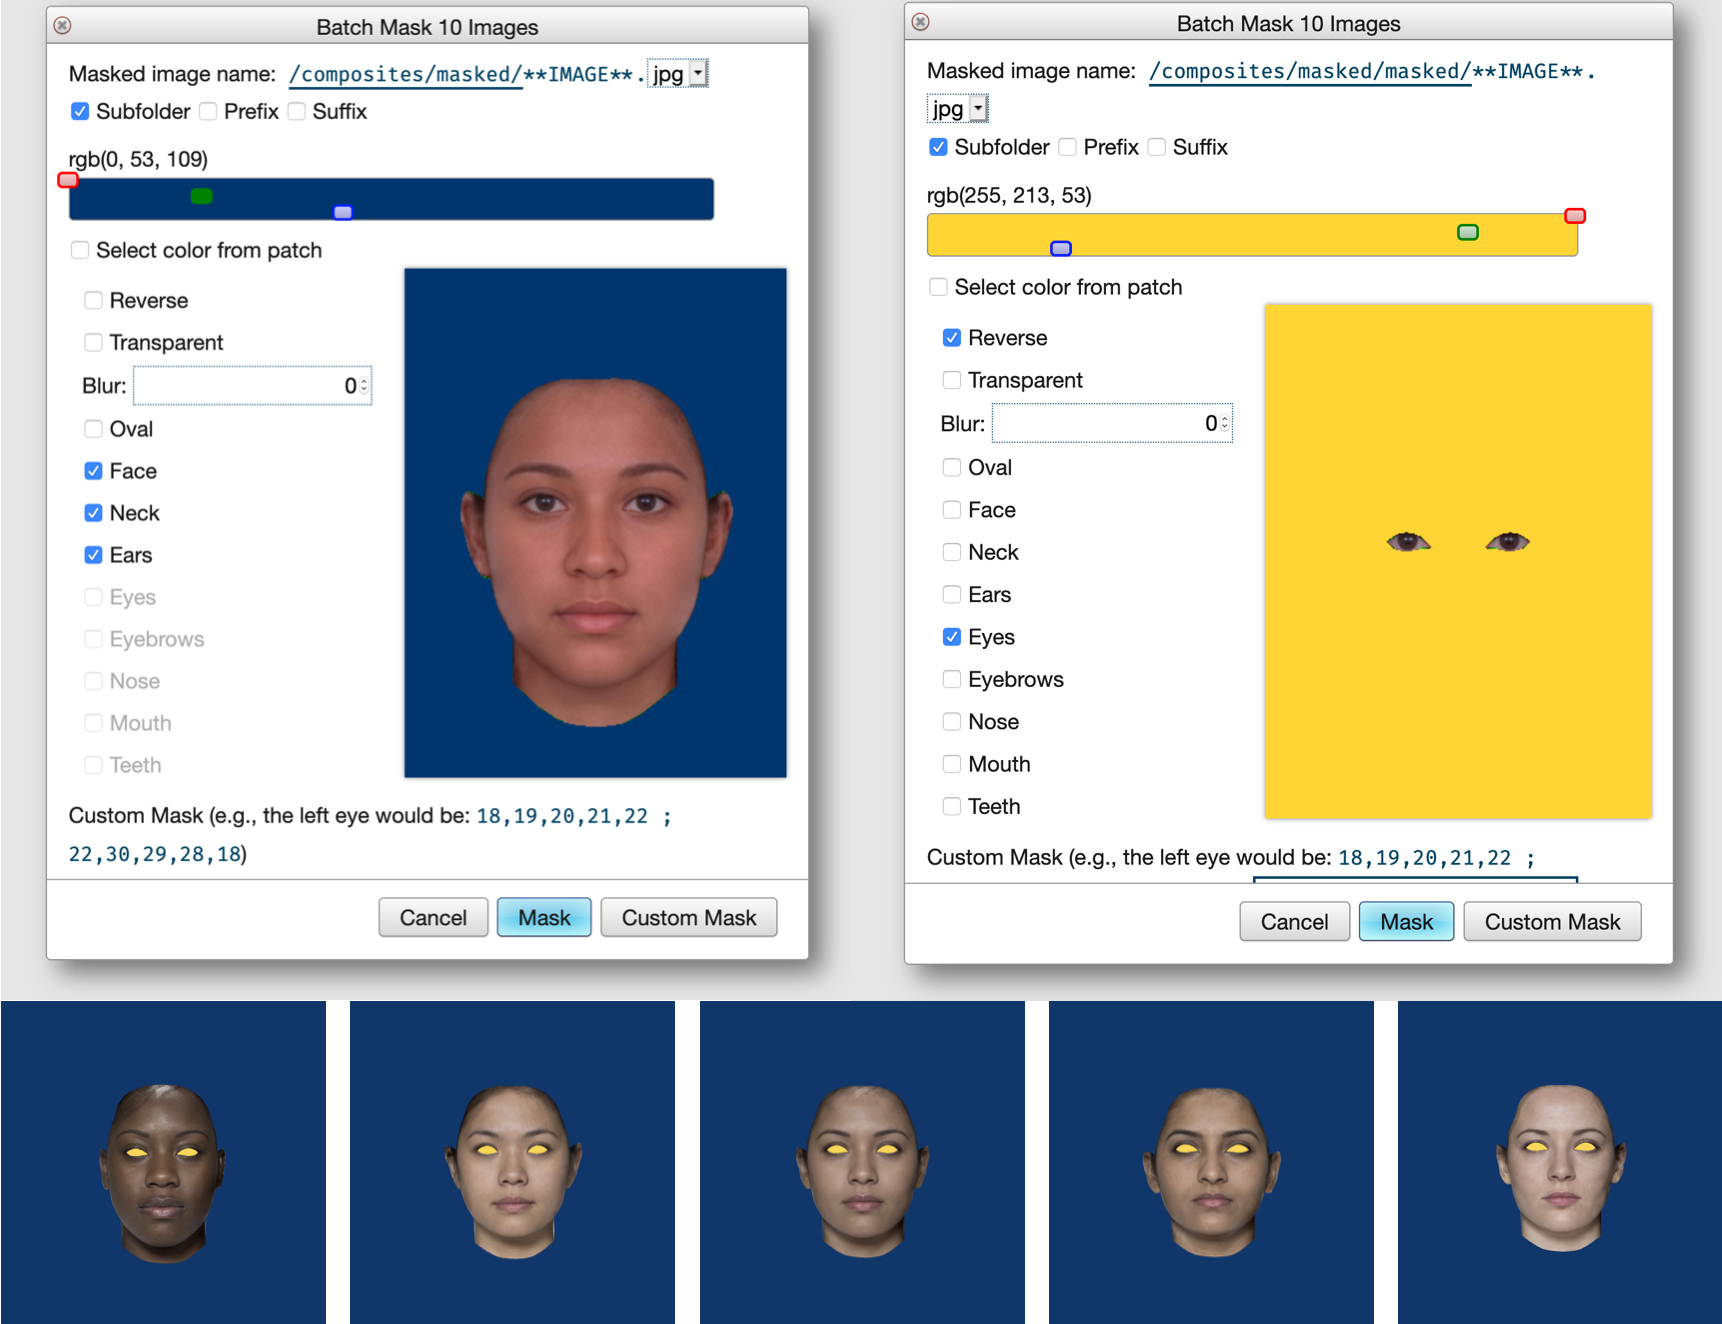 Batch Mask 10 Images
Masked image name: /composites/masked/**IMAGE**. jpg
Subfolder Prefix Suffix
rgb(0, 53, 109)
Select color from patch
Reverse
Transparent
Blur: 0
Oval
Face
Neck
Ears
Eyes
Eyebrows
Nose
Mouth
Teeth
Custom Mask (e.g., the left eye would be: 18,19,20,21,22 ;
22,30,29,28,18)
Cancel Mask Custom Mask
Batch Mask 10 Images
Masked image name: /composites/masked/masked/**IMAGE**.
jpg
Subfolder Prefix Suffix
rgb(255, 213, 53)
Select color from patch
Reverse
Transparent
Blur: 0
Oval
Face
Neck
Ears
Eyes
Eyebrows
Nose
Mouth
Teeth
Custom Mask (e.g., the left eye would be: 18,19,20,21,22 ;
Cancel Mask Custom Mask